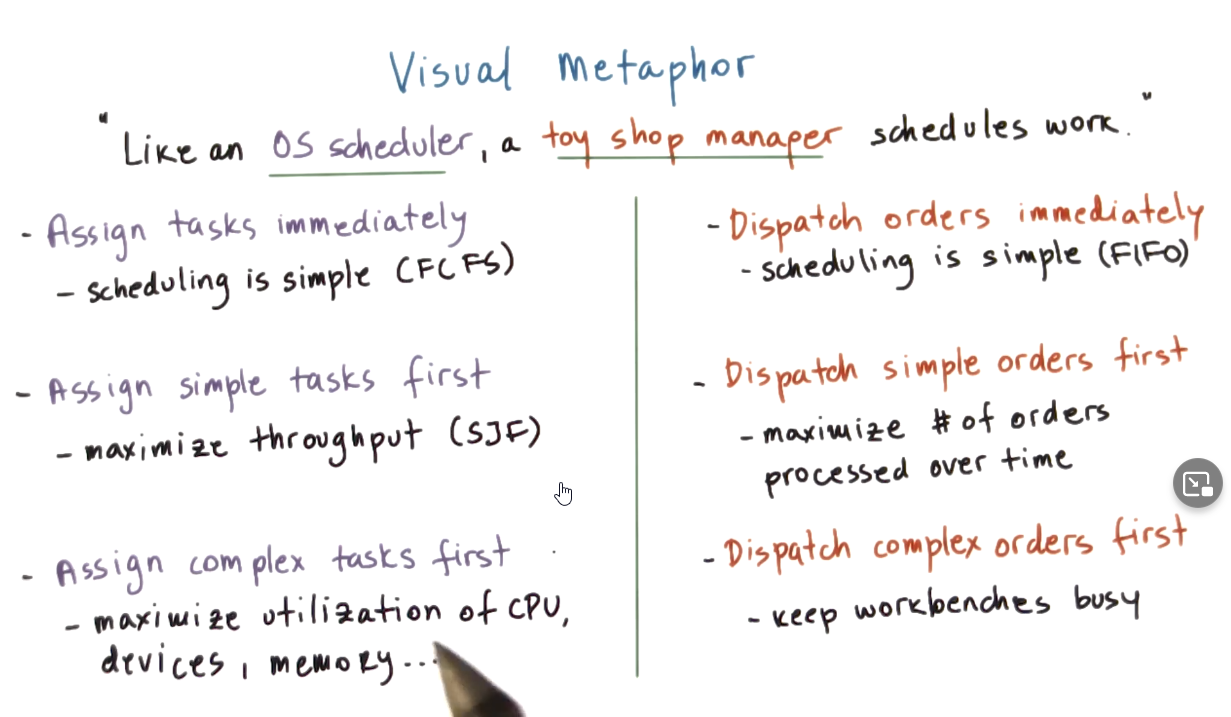 Visual Metaphor
"Like an OS scheduler, a toy shop manager schedules work."
- Assign tasks immediately
- scheduling is simple (FCFS)
- Assign simple tasks first
- maximize throughput (SJF)
- Assign complex tasks first
- maximize utilization of CPU,
devices, memory...
- Dispatch orders immediately
- scheduling is simple (FIFO)
- Dispatch simple orders first
- maximize # of orders
processed over time
- Dispatch complex orders first
- keep workbenches busy